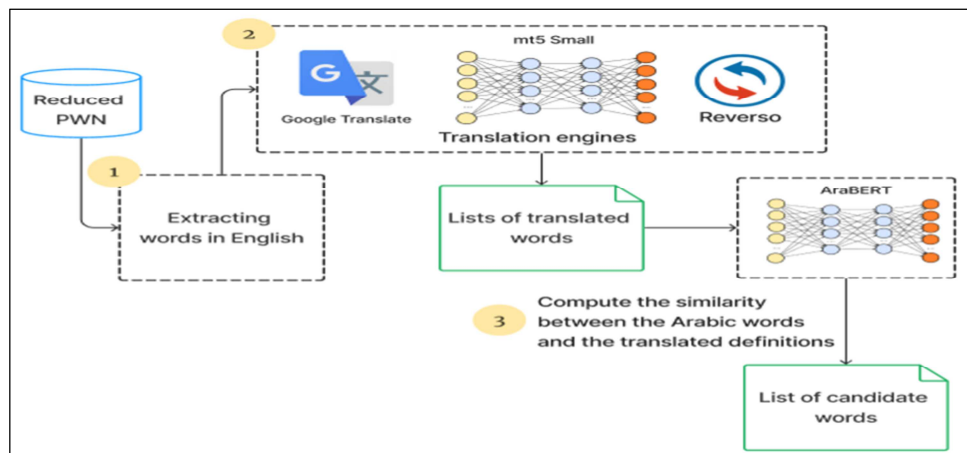 2
mt5 Small
G 文
Google Translate
Reverso
Translation engines
Reduced
PWN
1
Extracting
words in English
Lists of translated
words
AraBERT
3
Compute the similarity
between the Arabic words
and the translated definitions
List of candidate
words